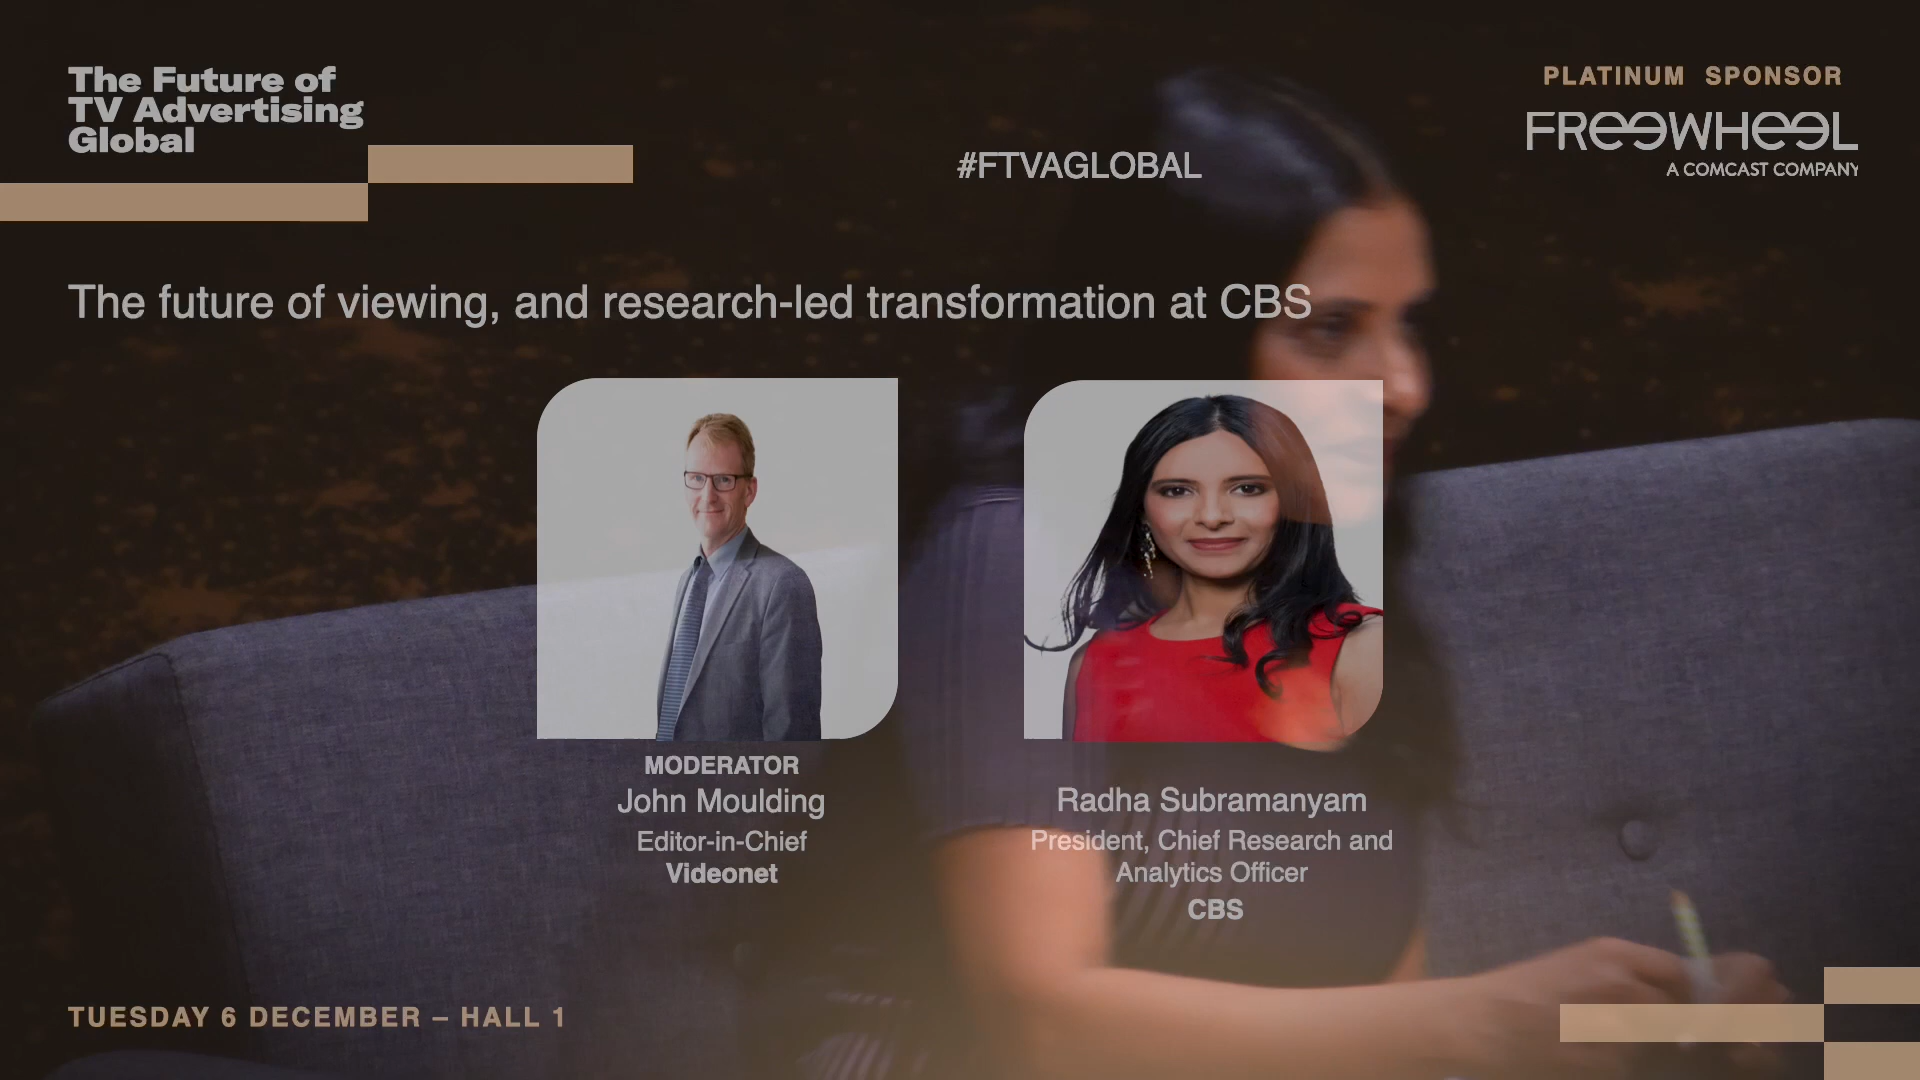 The Future of
TV Advertising
Global
#FTVAGLOBAL
PLATINUM SPONSOR
FREEWHEEL
A COMCAST COMPANY
The future of viewing, and research-led transformation at CBS
MODERATOR
John Moulding
Editor-in-Chief
Videonet
Radha Subramanyam
President, Chief Research and
Analytics Officer
CBS
TUESDAY 6 DECEMBER – HALL 1